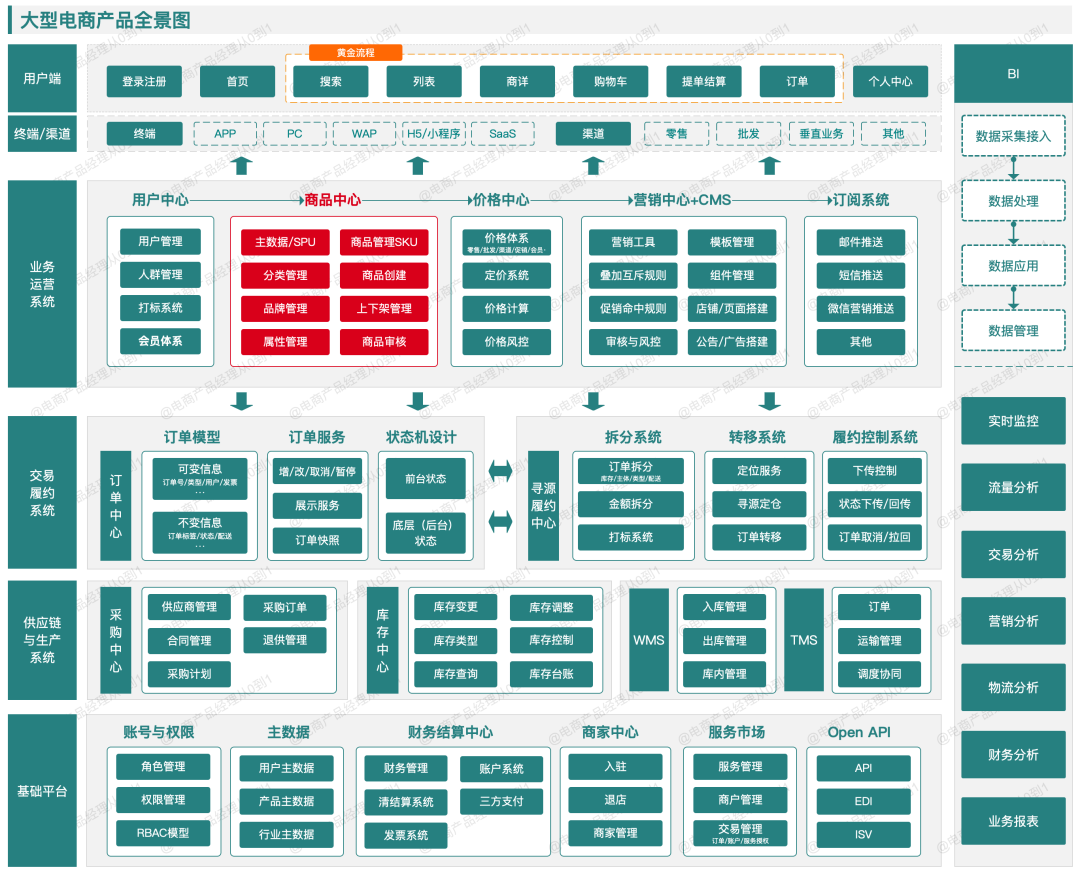 大型电商产品全景图
用户端
黄金流程
登录注册
首页
搜索
列表
商详
购物车
提单结算
订单
个人中心
终端/渠道
终端
APP
PC
WAP
H5/小程序
SaaS
渠道
零售
批发
垂直业务
其他
业务
运营
系统
用户中心
用户管理
人群管理
打标系统
会员体系
商品中心
主数据/SPU
商品管理SKU
分类管理
商品创建
品牌管理
上下架管理
属性管理
商品审核
价格中心
价格体系
零售/批发/渠道/促销/会员·
定价系统
价格计算
价格风控
营销中心+CMS
营销工具
模板管理
叠加互斥规则
组件管理
促销命中规则
店铺/页面搭建
审核与风控
公告/广告搭建
订阅系统
邮件推送
短信推送
微信营销推送
其他
交易
履约
系统
订单中心
订单模型
可变信息
订单号/类型/用户/发票
...
不变信息
订单标签/状态/配送
...
订单服务
增/改/取消/暂停
展示服务
订单快照
状态机设计
前台状态
底层（后台）
状态
寻源
履约
中心
拆分系统
订单拆分
库存/主体/类型/配送
金额拆分
打标系统
转移系统
定位服务
寻源定仓
订单转移
履约控制系统
下传控制
状态下传/回传
订单取消/拉回
供应链
与生产
系统
采购中心
供应商管理
采购订单
合同管理
退供管理
采购计划
库存中心
库存变更
库存调整
库存类型
库存控制
库存查询
库存台账
WMS
入库管理
出库管理
库内管理
TMS
订单
运输管理
调度协同
基础平台
账号与权限
角色管理
权限管理
RBAC模型
主数据
用户主数据
产品主数据
行业主数据
财务结算中心
财务管理
账户系统
清结算系统
三方支付
发票系统
商家中心
入驻
退店
商家管理
服务市场
服务管理
商户管理
交易管理
订单/账户/服务授权
Open API
API
EDI
ISV
BI
数据采集接入
数据处理
数据应用
数据管理
实时监控
流量分析
交易分析
营销分析
物流分析
财务分析
业务报表
@电商产品经理从0到1